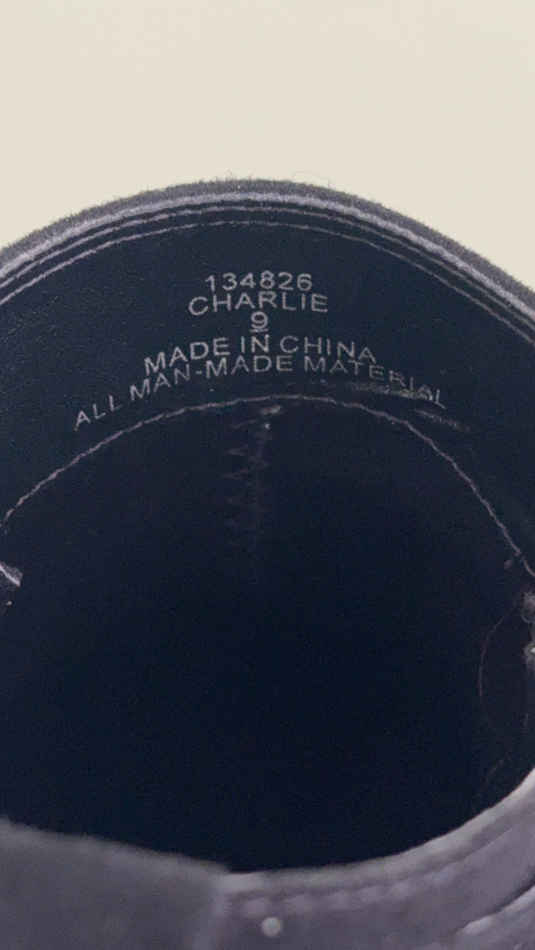 134826
CHARLIE
9
MADE IN CHINA
ALL MAN-MADE MATERIAL